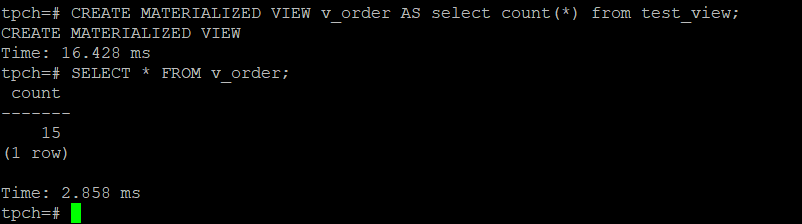 tpch=# CREATE MATERIALIZED VIEW v_order AS select count(*) from test_view;
CREATE MATERIALIZED VIEW
Time: 16.428 ms
tpch=# SELECT * FROM v_order;
 count
-------
    15
(1 row)

Time: 2.858 ms
tpch=#